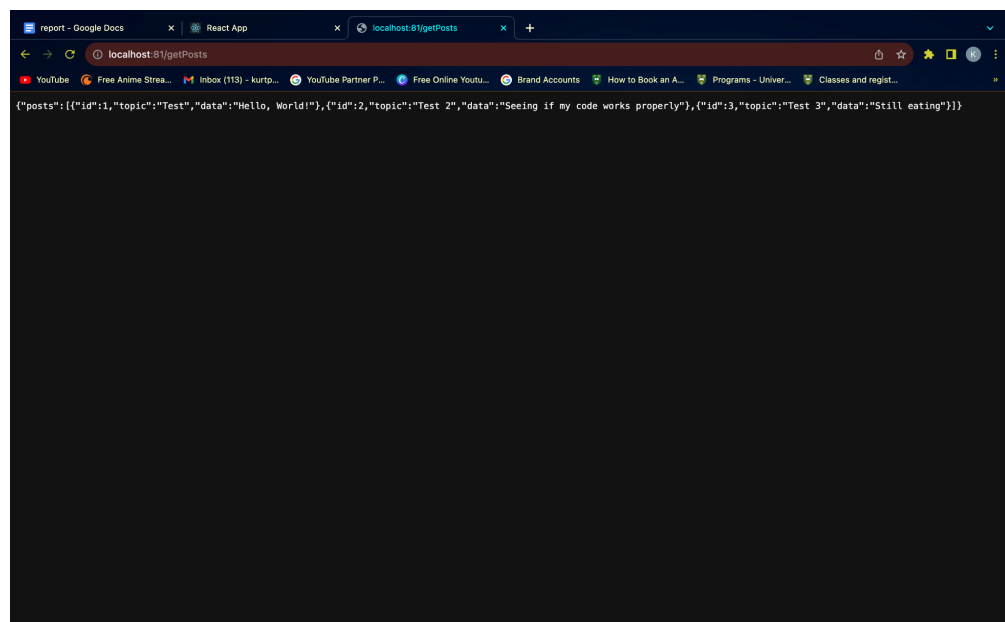 report - Google Docs
React App
localhost:81/getPosts
localhost:81/getPosts
K
YouTube
Free Anime Strea...
Inbox (113) - kurtp...
YouTube Partner P...
Free Online Youtu...
Brand Accounts
How to Book an A...
Programs - Univer...
Classes and regist...
»
{"posts":[{"id":1,"topic":"Test","data":"Hello, World!"},{"id":2,"topic":"Test 2","data":"Seeing if my code works properly"},{"id":3,"topic":"Test 3","data":"Still eating"}]}